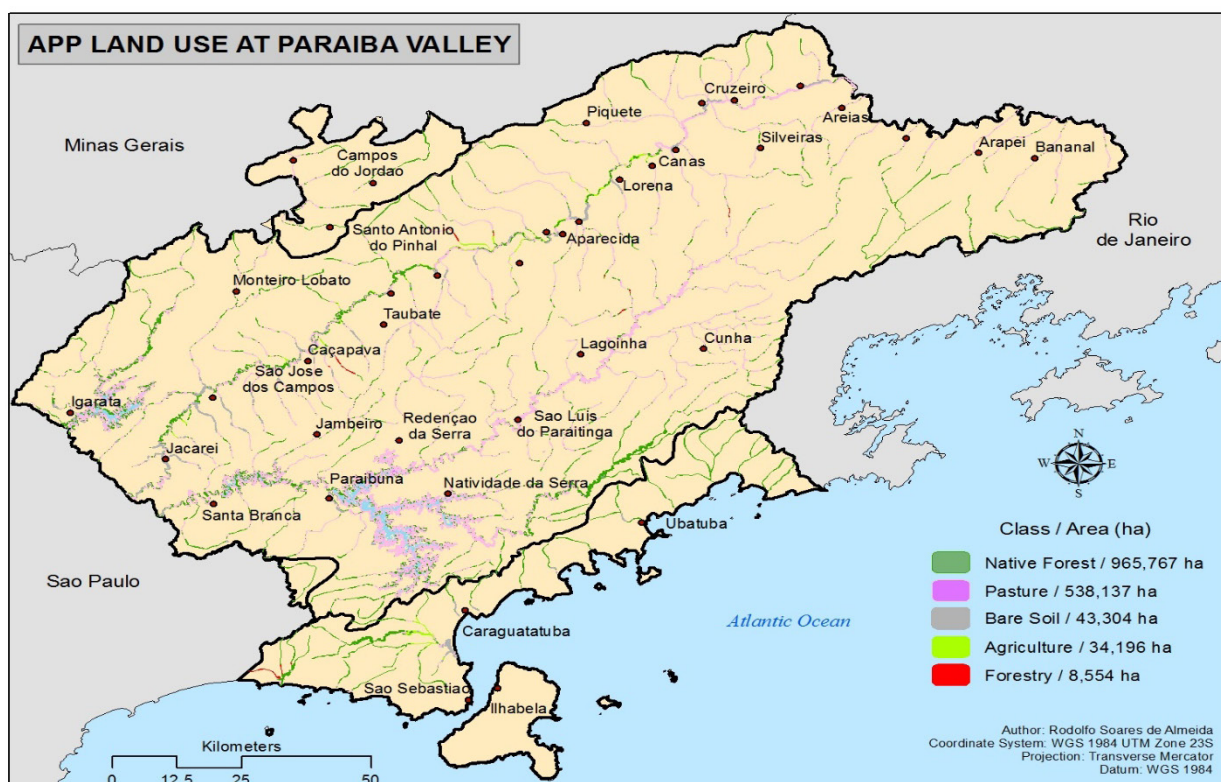 APP LAND USE AT PARAIBA VALLEY
Minas Gerais
Campos
do Jordao
Piquete
Cruzeiro
Areias
Silveiras
Arapei
Bananal
Canas
Lorena
Santo Antonio
do Pinhal
Aparecida
Rio
de Janeiro
Monteiro Lobato
Taubate
Caçapava
Sao Jose
dos Campos
Lagoinha
Cunha
Igarata
Jambeiro
Redençao
da Serra
Sao Luis
do Paraitinga
Jacarei
Paraibuna
Natividade da Serra
Santa Branca
Ubatuba
Sao Paulo
Caraguatatuba
Sao Sebastiao
Ilhabela
Atlantic Ocean
N
W
E
S
Class / Area (ha)
Native Forest / 965,767 ha
Pasture / 538,137 ha
Bare Soil / 43,304 ha
Agriculture / 34,196 ha
Forestry / 8,554 ha
Kilometers
0 12.5 25 50
Author: Rodolfo Soares de Almeida
Coordinate System: WGS 1984 UTM Zone 23S
Projection: Transverse Mercator
Datum: WGS 1984